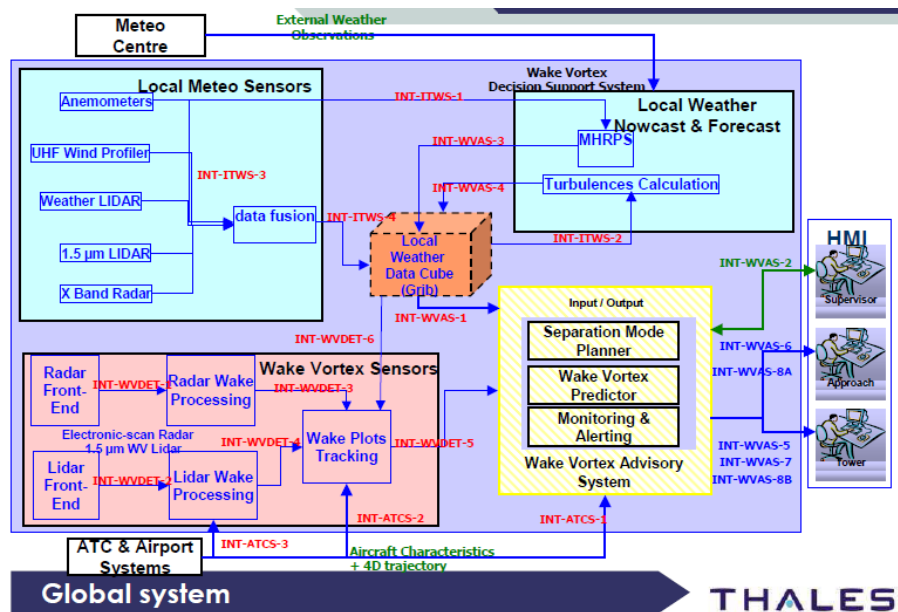 Meteo
Centre
External Weather
Observations
Local Meteo Sensors
Anemometers
UHF Wind Profiler
Weather LIDAR
1.5 µm LIDAR
X Band Radar
data fusion
INT-ITWS-1
INT-ITWS-3
INT-ITWS-4
Wake Vortex
Decision Support System
Local Weather
Nowcast & Forecast
MHRPS
Turbulences Calculation
INT-WVAS-3
INT-WVAS-4
INT-ITWS-2
Local
Weather
Data Cube
(Grib)
INT-WVAS-1
INT-WVDET-6
Wake Vortex Sensors
Radar
Front-
End
INT-WVDET-1
Radar Wake
Processing
INT-WVDET-3
Electronic-scan Radar
1.5 µm WV Lidar
INT-WVDET-4
Lidar
Front-
End
INT-WVDET-2
Lidar Wake
Processing
Wake Plots
Tracking
INT-WVDET-5
Input / Output
Separation Mode
Planner
Wake Vortex
Predictor
Monitoring &
Alerting
Wake Vortex Advisory
System
HMI
INT-WVAS-2
Supervisor
INT-WVAS-6
INT-WVAS-8A
Approach
INT-WVAS-5
INT-WVAS-7
INT-WVAS-8B
Tower
INT-ATCS-2
INT-ATCS-1
INT-ATCS-3
ATC & Airport
Systems
Aircraft Characteristics
+ 4D trajectory
Global system
THALES